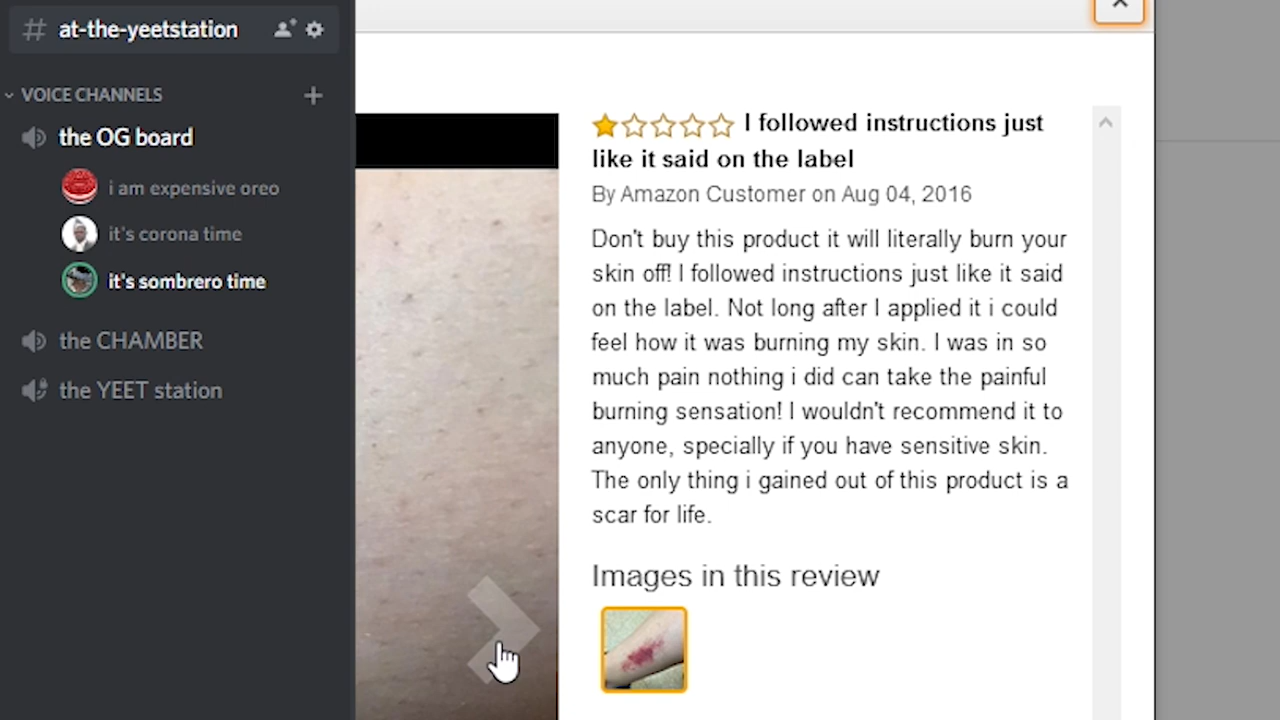 # at-the-yeetstation
VOICE CHANNELS
the OG board
i am expensive oreo
it's corona time
it's sombrero time
the CHAMBER
the YEET station
I followed instructions just
like it said on the label
By Amazon Customer on Aug 04, 2016
Don't buy this product it will literally burn your
skin off! I followed instructions just like it said
on the label. Not long after I applied it i could
feel how it was burning my skin. I was in so
much pain nothing i did can take the painful
burning sensation! I wouldn't recommend it to
anyone, specially if you have sensitive skin.
The only thing i gained out of this product is a
scar for life.
Images in this review